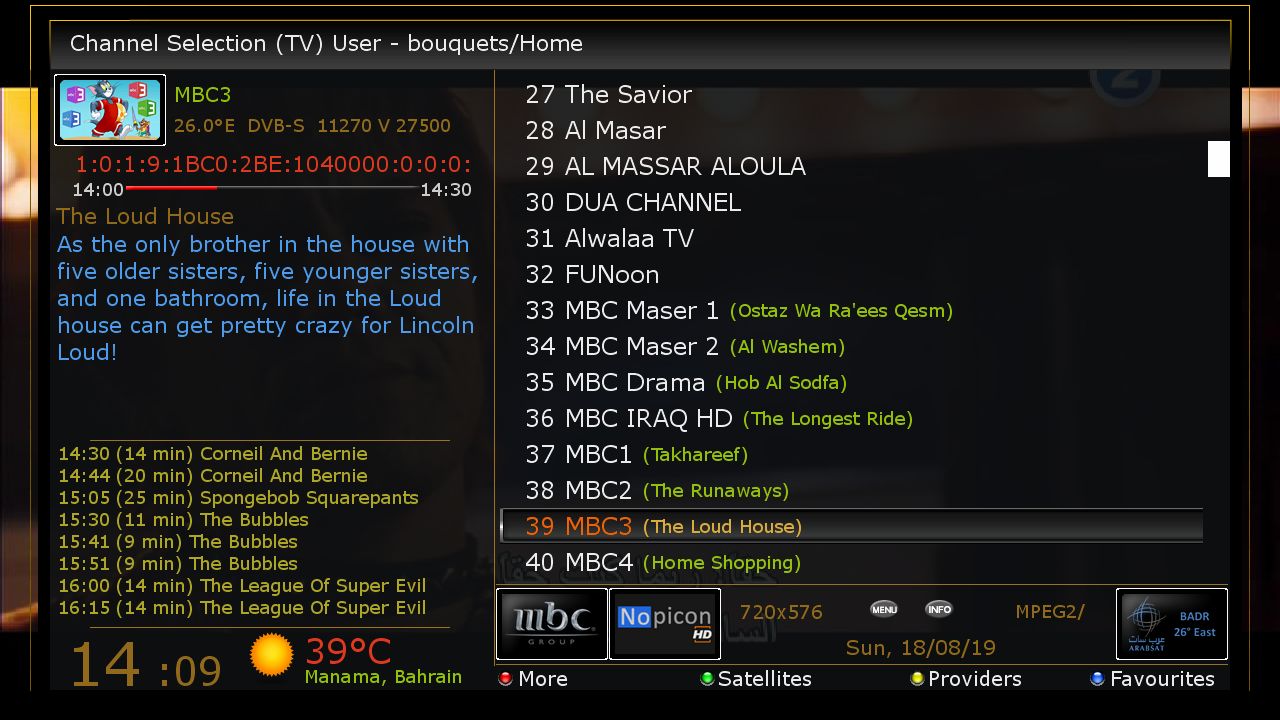 Channel Selection (TV) User - bouquets/Home
2
MBC3
26.0°E DVB-S 11270 V 27500
1:0:1:9:1BC0:2BE:1040000:0:0:0:
14:00 14:30
The Loud House
As the only brother in the house with
five older sisters, five younger sisters,
and one bathroom, life in the Loud
house can get pretty crazy for Lincoln
Loud!
14:30 (14 min) Corneil And Bernie
14:44 (20 min) Corneil And Bernie
15:05 (25 min) Spongebob Squarepants
15:30 (11 min) The Bubbles
15:41 (9 min) The Bubbles
15:51 (9 min) The Bubbles
16:00 (14 min) The League Of Super Evil
16:15 (14 min) The League Of Super Evil
14:09
39°C
Manama, Bahrain
27 The Savior
28 Al Masar
29 AL MASSAR ALOULA
30 DUA CHANNEL
31 Alwalaa TV
32 FUNoon
33 MBC Maser 1 (Ostaz Wa Ra'ees Qesm)
34 MBC Maser 2 (Al Washem)
35 MBC Drama (Hob Al Sodfa)
36 MBC IRAQ HD (The Longest Ride)
37 MBC1 (Takhareef)
38 MBC2 (The Runaways)
39 MBC3 (The Loud House)
40 MBC4 (Home Shopping)
mbc
GROUP
Nopicon
HD
720x576
MENU INFO
MPEG2/
Sun, 18/08/19
عرب سات
ARABSAT
BADR
26° East
More Satellites Providers Favourites